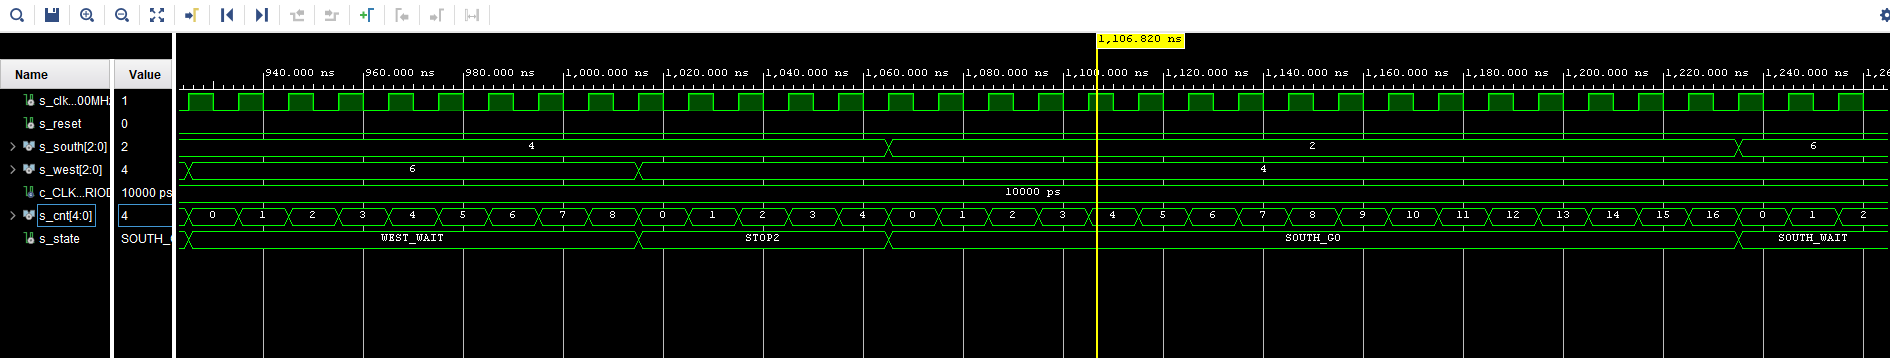 1,106.820 ns
Name Value
940.000 ns 960.000 ns 980.000 ns 1,000.000 ns 1,020.000 ns 1,040.000 ns 1,060.000 ns 1,080.000 ns 1,100.000 ns 1,120.000 ns 1,140.000 ns 1,160.000 ns 1,180.000 ns 1,200.000 ns 1,220.000 ns 1,240.000 ns 1,26
s_clk...00MH 1
s_reset 0
s_south[2:0] 2 4 2 6
s_west[2:0] 4 6 4
c_CLK...RIOD 10000 ps 10000 ps
s_cnt[4:0] 4 0 1 2 3 4 5 6 7 8 0 1 2 3 4 0 1 2 3 4 5 6 7 8 9 10 11 12 13 14 15 16 0 1 2
s_state SOUTH_ WEST_WAIT STOP2 SOUTH_GO SOUTH_WAIT